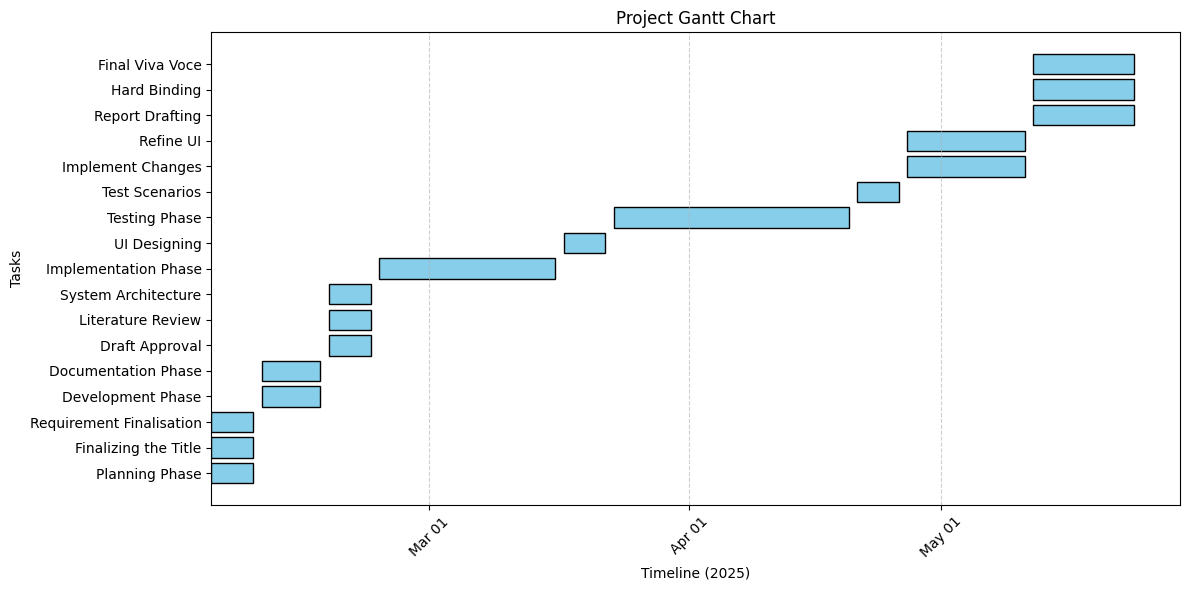 Project Gantt Chart
Tasks
Final Viva Voce
Hard Binding
Report Drafting
Refine UI
Implement Changes
Test Scenarios
Testing Phase
UI Designing
Implementation Phase
System Architecture
Literature Review
Draft Approval
Documentation Phase
Development Phase
Requirement Finalisation
Finalizing the Title
Planning Phase
Mar 01
Apr 01
May 01
Timeline (2025)